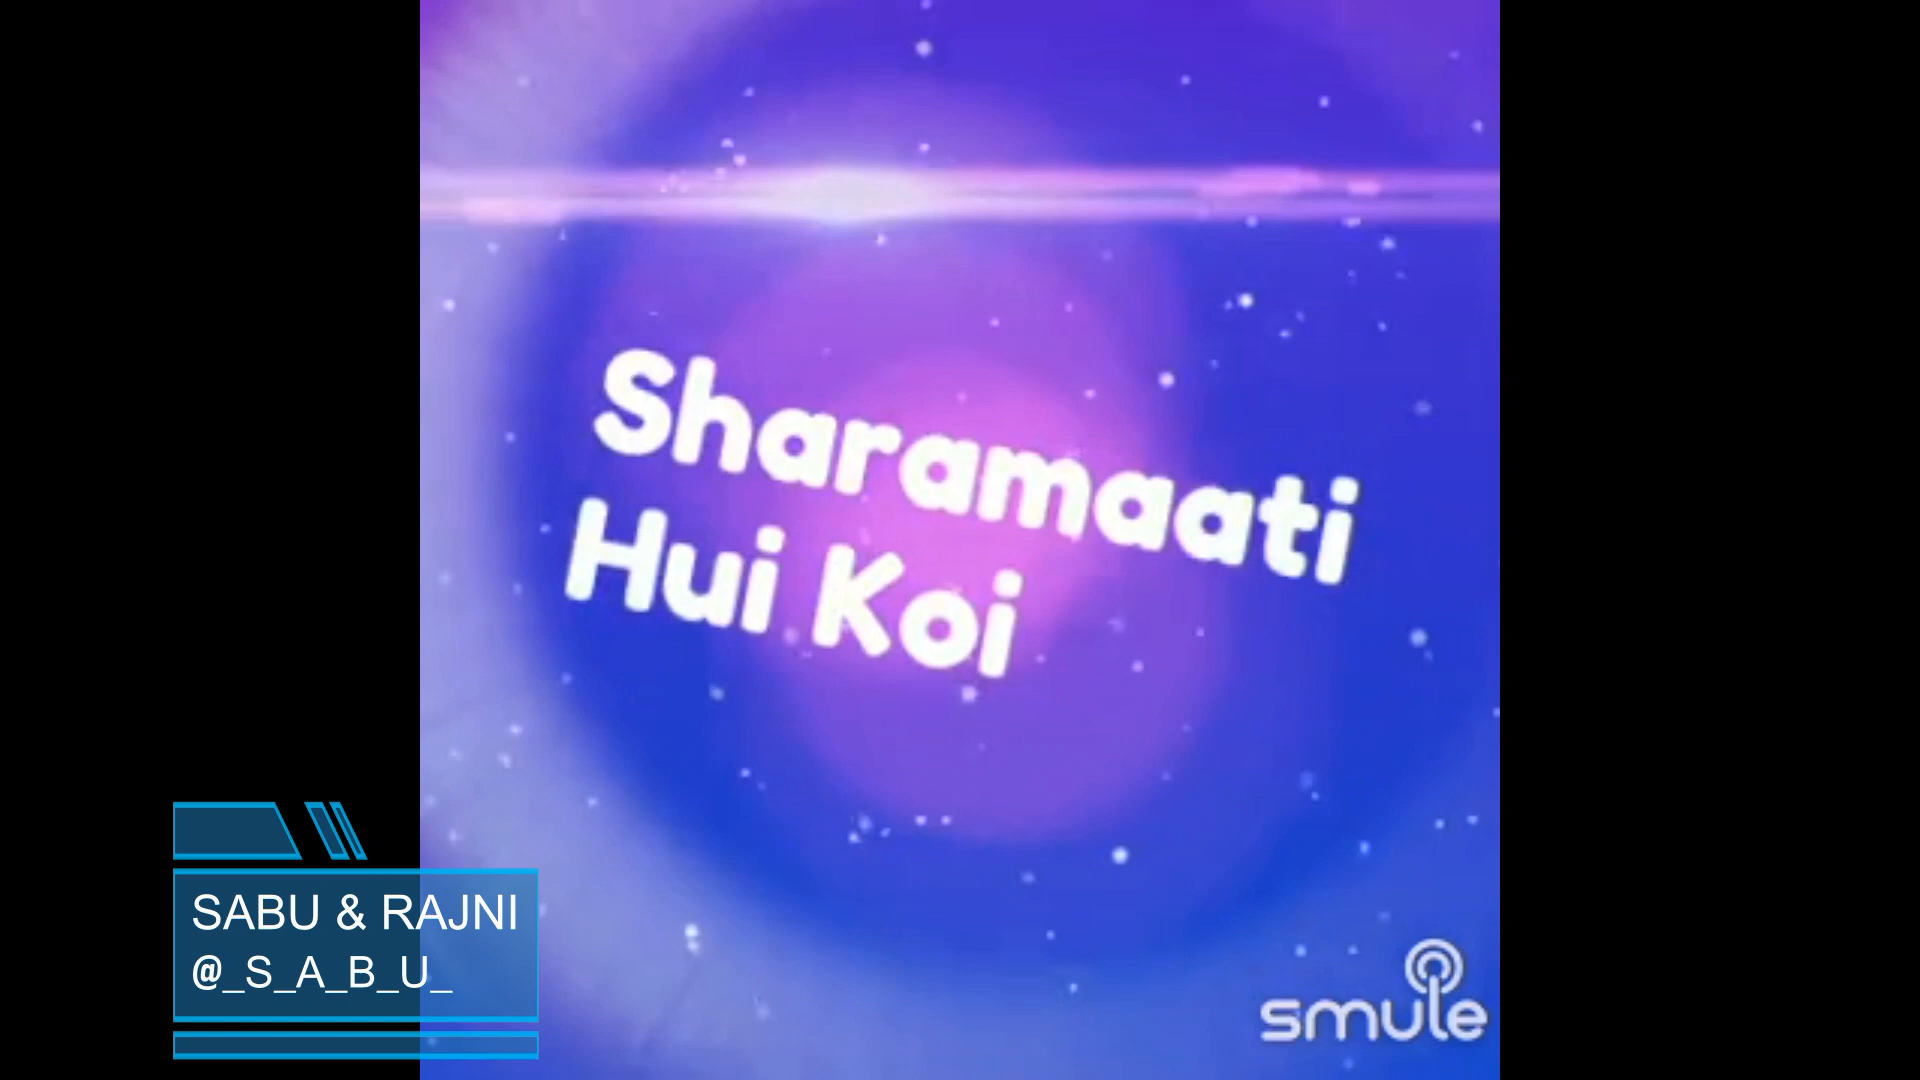 Sharamaati
Hui Koi
SABU & RAJNI
@_S_A_B_U_
smule